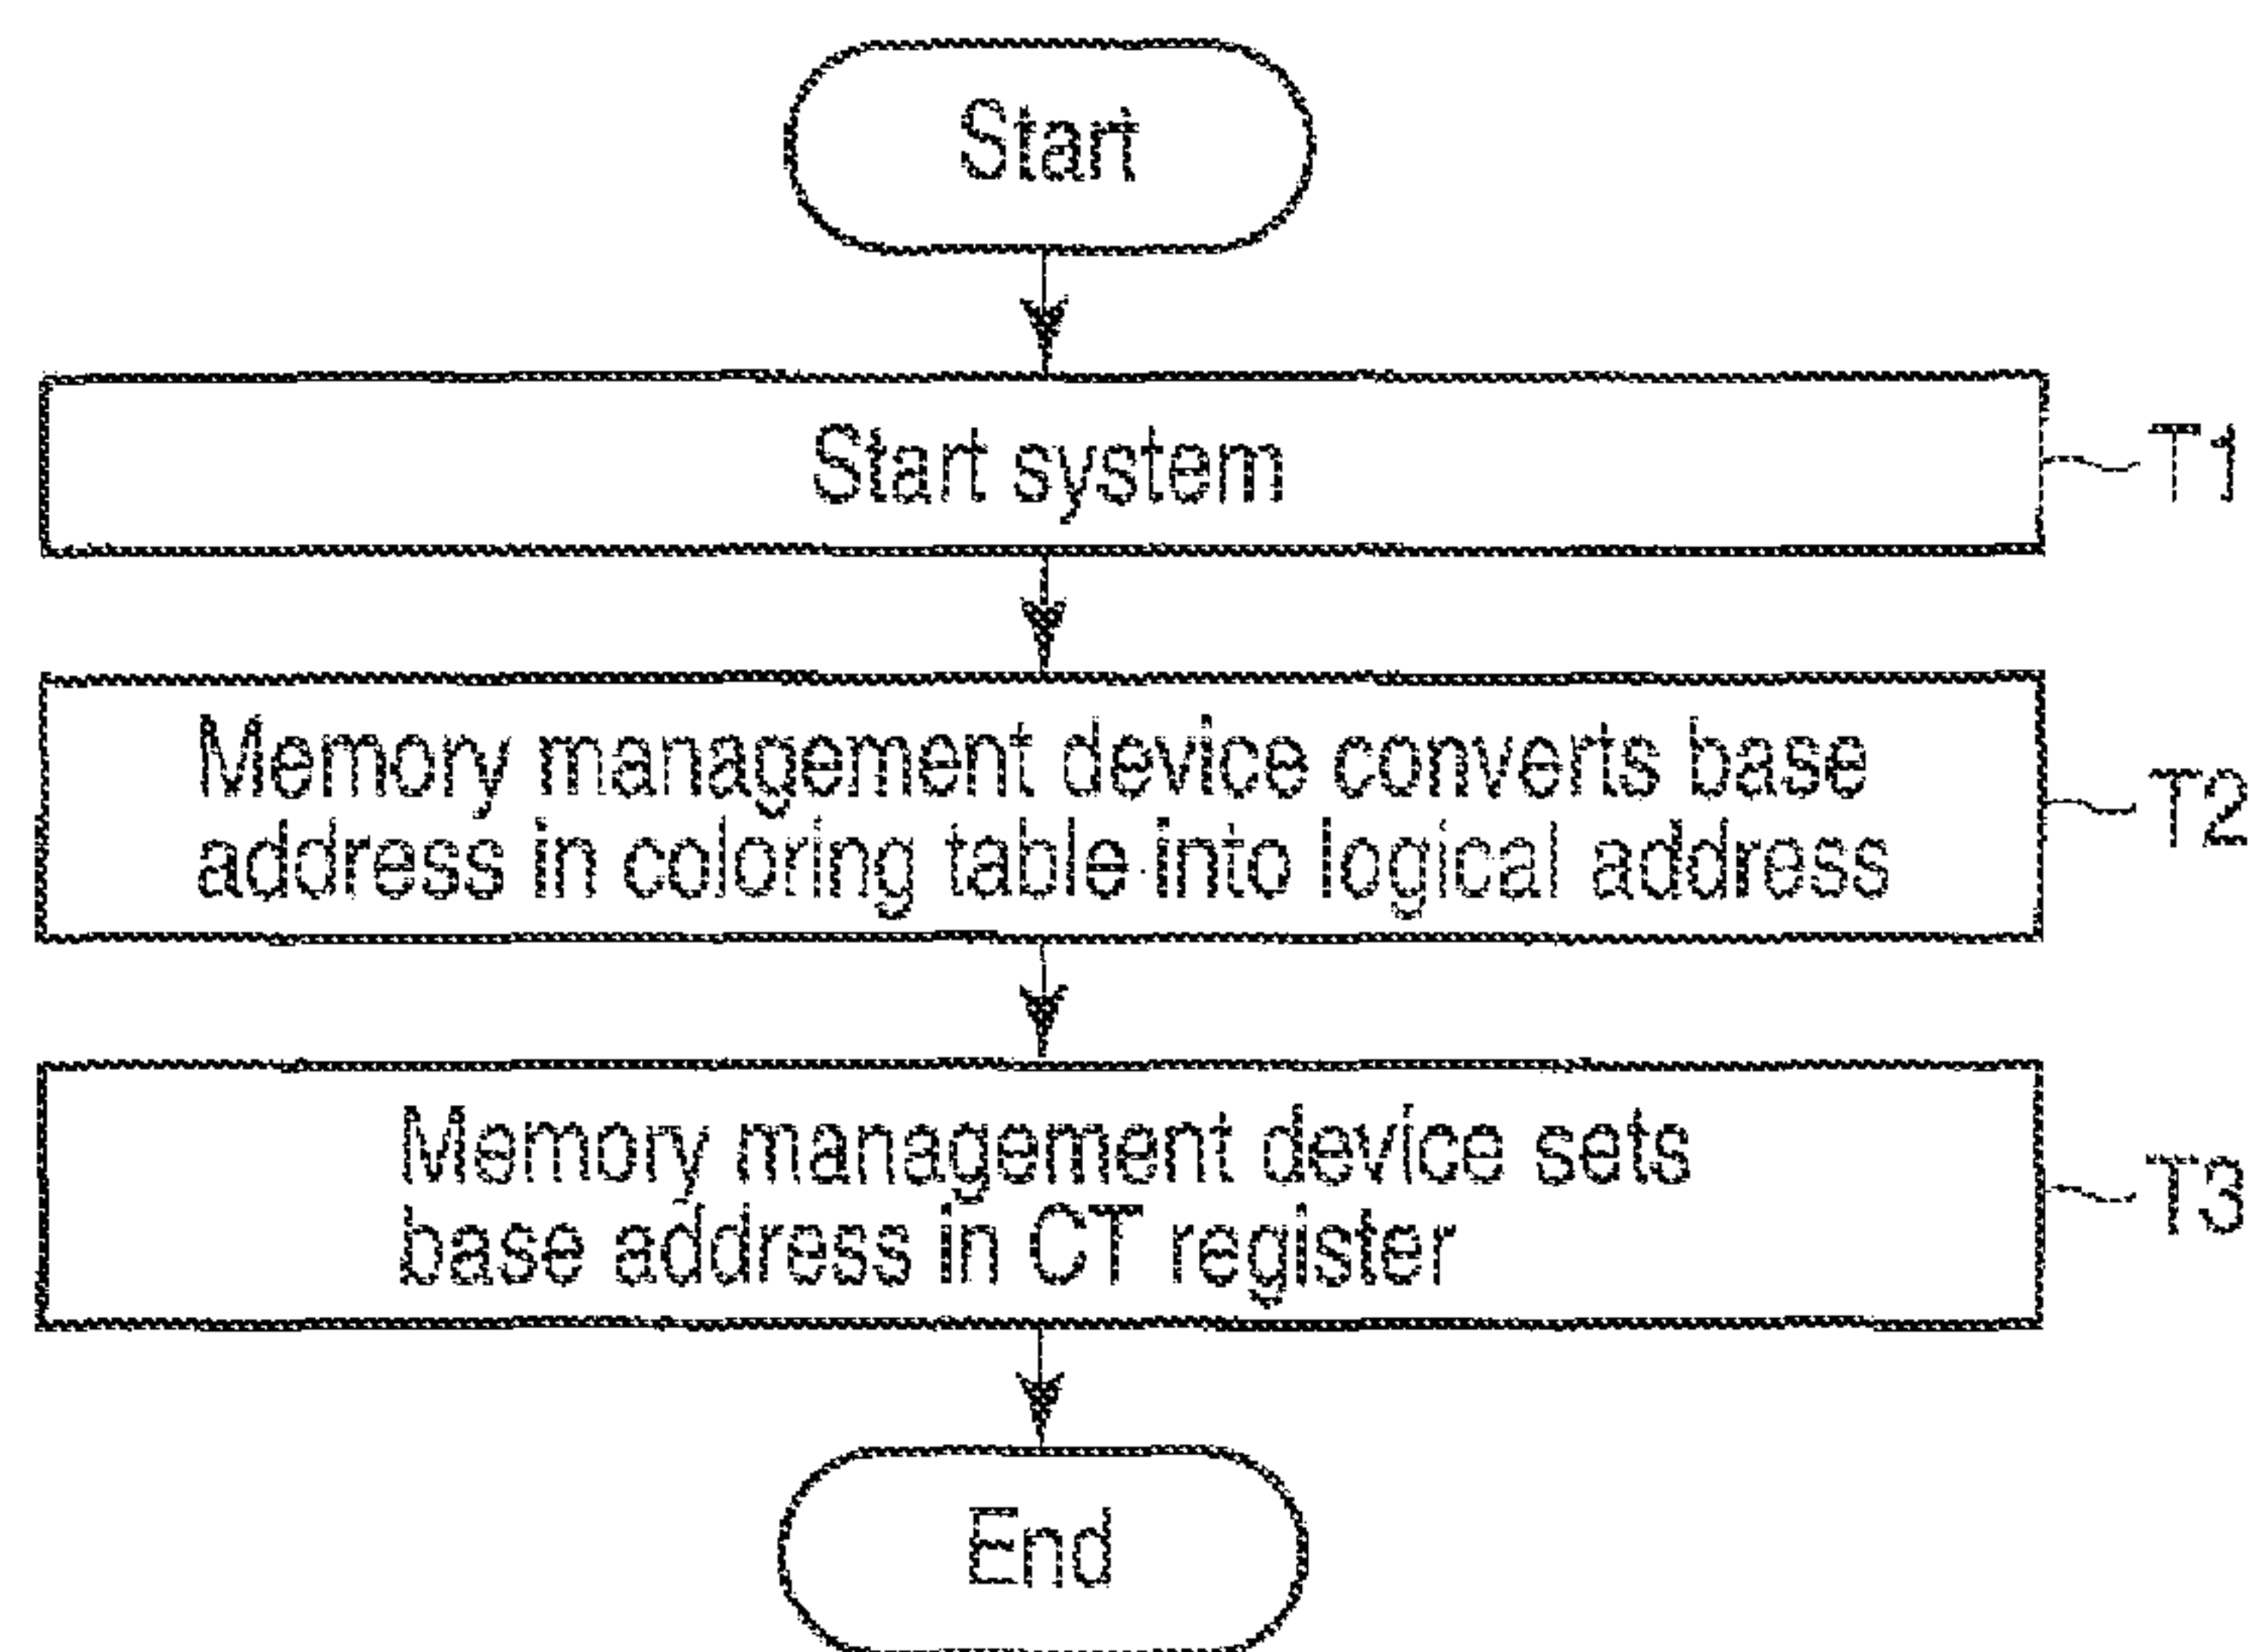 Start
Start system
T1
Memory management device converts base
address in coloring table into logical address
T2
Memory management device sets
base address in CT register
T3
End